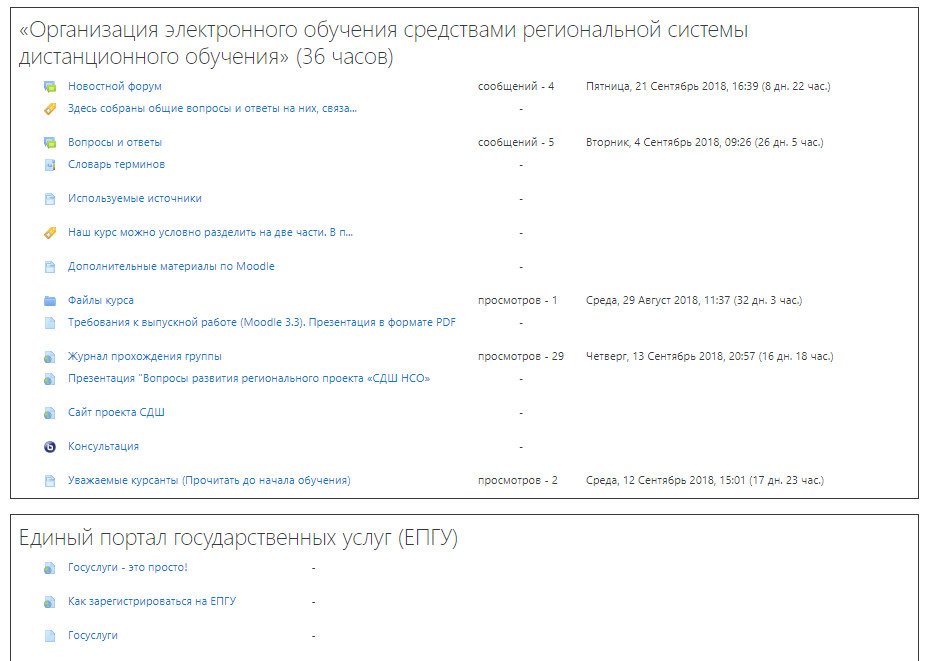 «Организация электронного обучения средствами региональной системы
дистанционного обучения» (36 часов)
Новостной форум сообщений - 4 Пятница, 21 Сентябрь 2018, 16:39 (8 дн. 22 час.)
Здесь собраны общие вопросы и ответы на них, связа... -
Вопросы и ответы сообщений - 5 Вторник, 4 Сентябрь 2018, 09:26 (26 дн. 5 час.)
Словарь терминов -
Используемые источники -
Наш курс можно условно разделить на две части. В п... -
Дополнительные материалы по Moodle -
Файлы курса просмотров - 1 Среда, 29 Август 2018, 11:37 (32 дн. 3 час.)
Требования к выпускной работе (Moodle 3.3). Презентация в формате PDF -
Журнал прохождения группы просмотров - 29 Четверг, 13 Сентябрь 2018, 20:57 (16 дн. 18 час.)
Презентация "Вопросы развития регионального проекта «СДШ НСО» -
Сайт проекта СДШ -
Консультация -
Уважаемые курсанты (Прочитать до начала обучения) просмотров - 2 Среда, 12 Сентябрь 2018, 15:01 (17 дн. 23 час.)
Единый портал государственных услуг (ЕПГУ)
Госуслуги - это просто! -
Как зарегистрироваться на ЕПГУ -
Госуслуги -